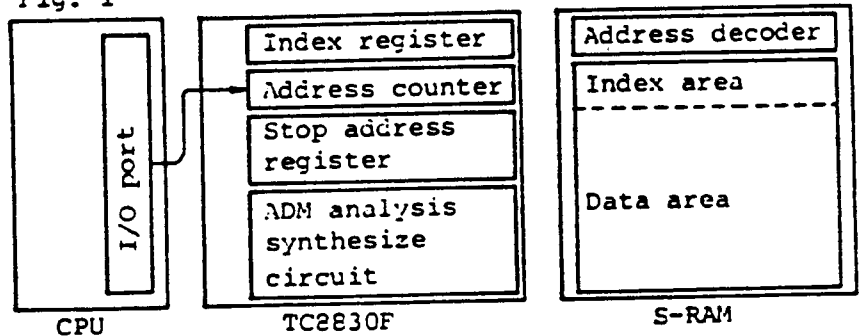 Fig. 1
I/O port
CPU
Index register
Address counter
Stop address
register
ADM analysis
synthesize
circuit
TC8830F
Address decoder
Index area
Data area
S-RAM